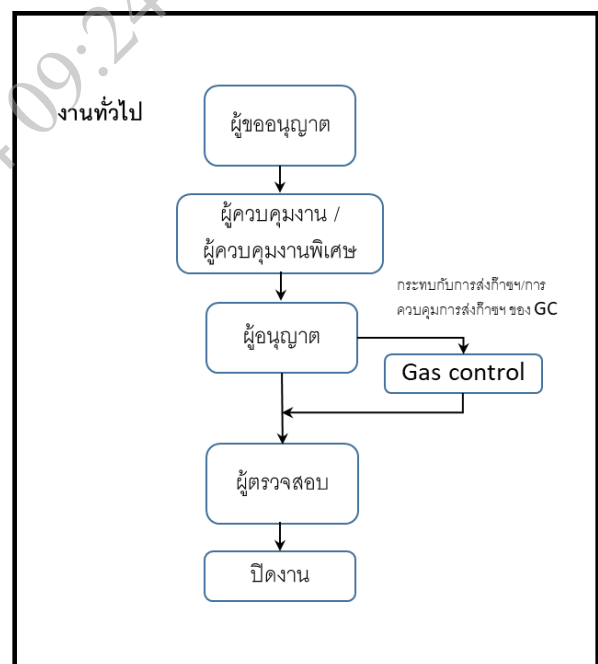 09:24
งานทั่วไป
ผู้ขออนุญาต
ผู้ควบคุมงาน /
ผู้ควบคุมงานพิเศษ
กระทบกับการส่งก๊าซฯ/การ
ควบคุมการส่งก๊าซฯ ของ GC
ผู้อนุญาต
Gas control
ผู้ตรวจสอบ
ปิดงาน